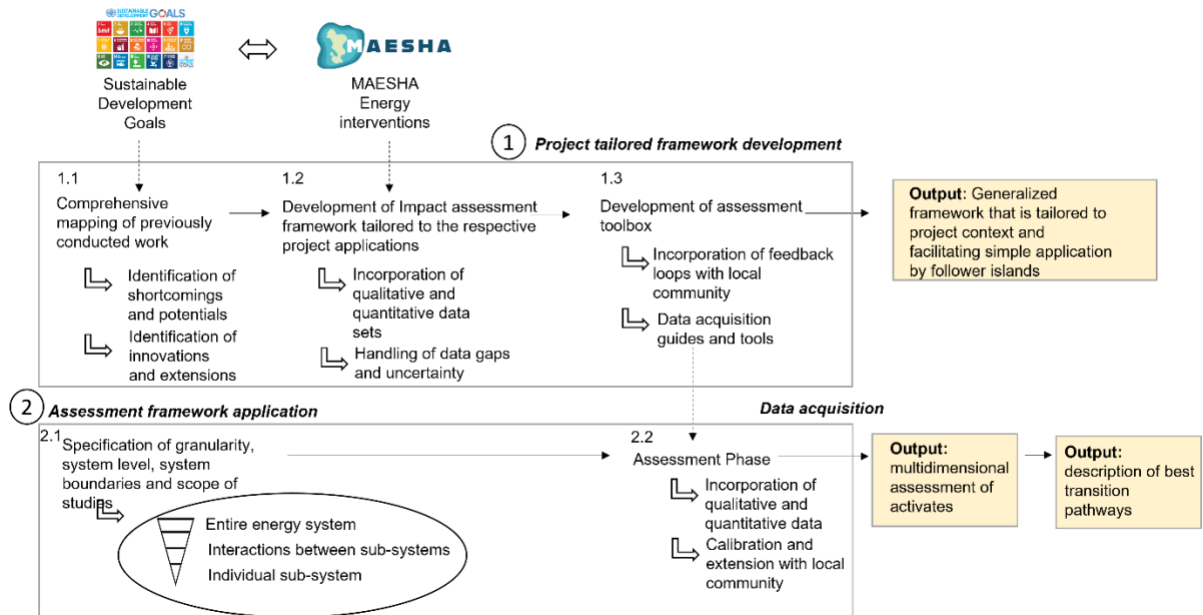 SUSTAINABLE DEVELOPMENT GOALS
MAESHA
Sustainable
Development
Goals
MAESHA
Energy
interventions
1 Project tailored framework development
1.1
Comprehensive
mapping of previously
conducted work
Identification of
shortcomings
and potentials
Identification of
innovations
and extensions
1.2
Development of Impact assessment
framework tailored to the respective
project applications
Incorporation of
qualitative and
quantitative data
sets
Handling of data gaps
and uncertainty
1.3
Development of assessment
toolbox
Incorporation of feedback
loops with local
community
Data acquisition
guides and tools
Output: Generalized
framework that is tailored to
project context and
facilitating simple application
by follower islands
2 Assessment framework application
Data acquisition
2.1
Specification of granularity,
system level, system
boundaries and scope of
studies
Entire energy system
Interactions between sub-systems
Individual sub-system
2.2
Assessment Phase
Incorporation of
qualitative and
quantitative data
Calibration and
extension with local
community
Output:
multidimensional
assessment of
activates
Output:
description of best
transition
pathways